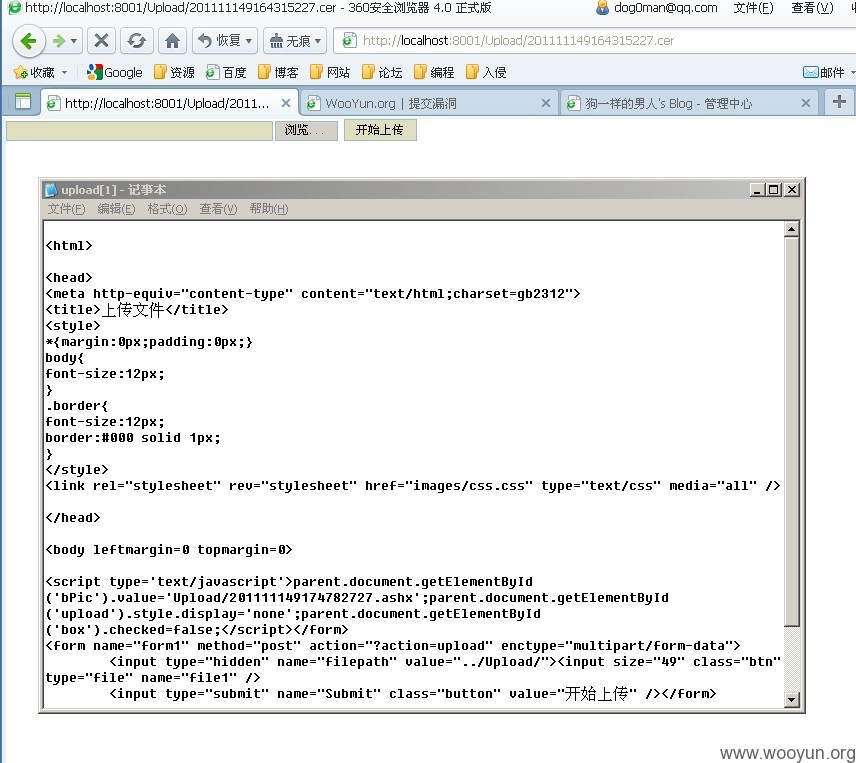 http://localhost:8001/Upload/201111149164315227.cer - 360安全浏览器 4.0 正式版
dog0man@qq.com 文件(F) 查看(V)
恢复 无痕 http://localhost:8001/Upload/201111149164315227.cer
收藏 Google 资源 百度 博客 网站 论坛 编程 入侵 邮件
http://localhost:8001/Upload/2011... WooYun.org | 提交漏洞 狗一样的男人's Blog - 管理中心
浏览... 开始上传
upload[1] - 记事本
文件(F) 编辑(E) 格式(O) 查看(V) 帮助(H)
<html>
<head>
<meta http-equiv="content-type" content="text/html;charset=gb2312">
<title>上传文件</title>
<style>
*{margin:0px;padding:0px;}
body{
font-size:12px;
}
.border{
font-size:12px;
border:#000 solid 1px;
}
</style>
<link rel="stylesheet" rev="stylesheet" href="images/css.css" type="text/css" media="all" />
</head>
<body leftmargin=0 topmargin=0>
<script type='text/javascript'>parent.document.getElementById
('bPic').value='Upload/201111149174782727.ashx';parent.document.getElementById
('upload').style.display='none';parent.document.getElementById
('box').checked=false;</script></form>
<form name="form1" method="post" action="?action=upload" enctype="multipart/form-data">
<input type="hidden" name="filepath" value="../Upload/"><input size="49" class="btn"
type="file" name="file1" />
<input type="submit" name="Submit" class="button" value="开始上传" /></form>
www.wooyun.org